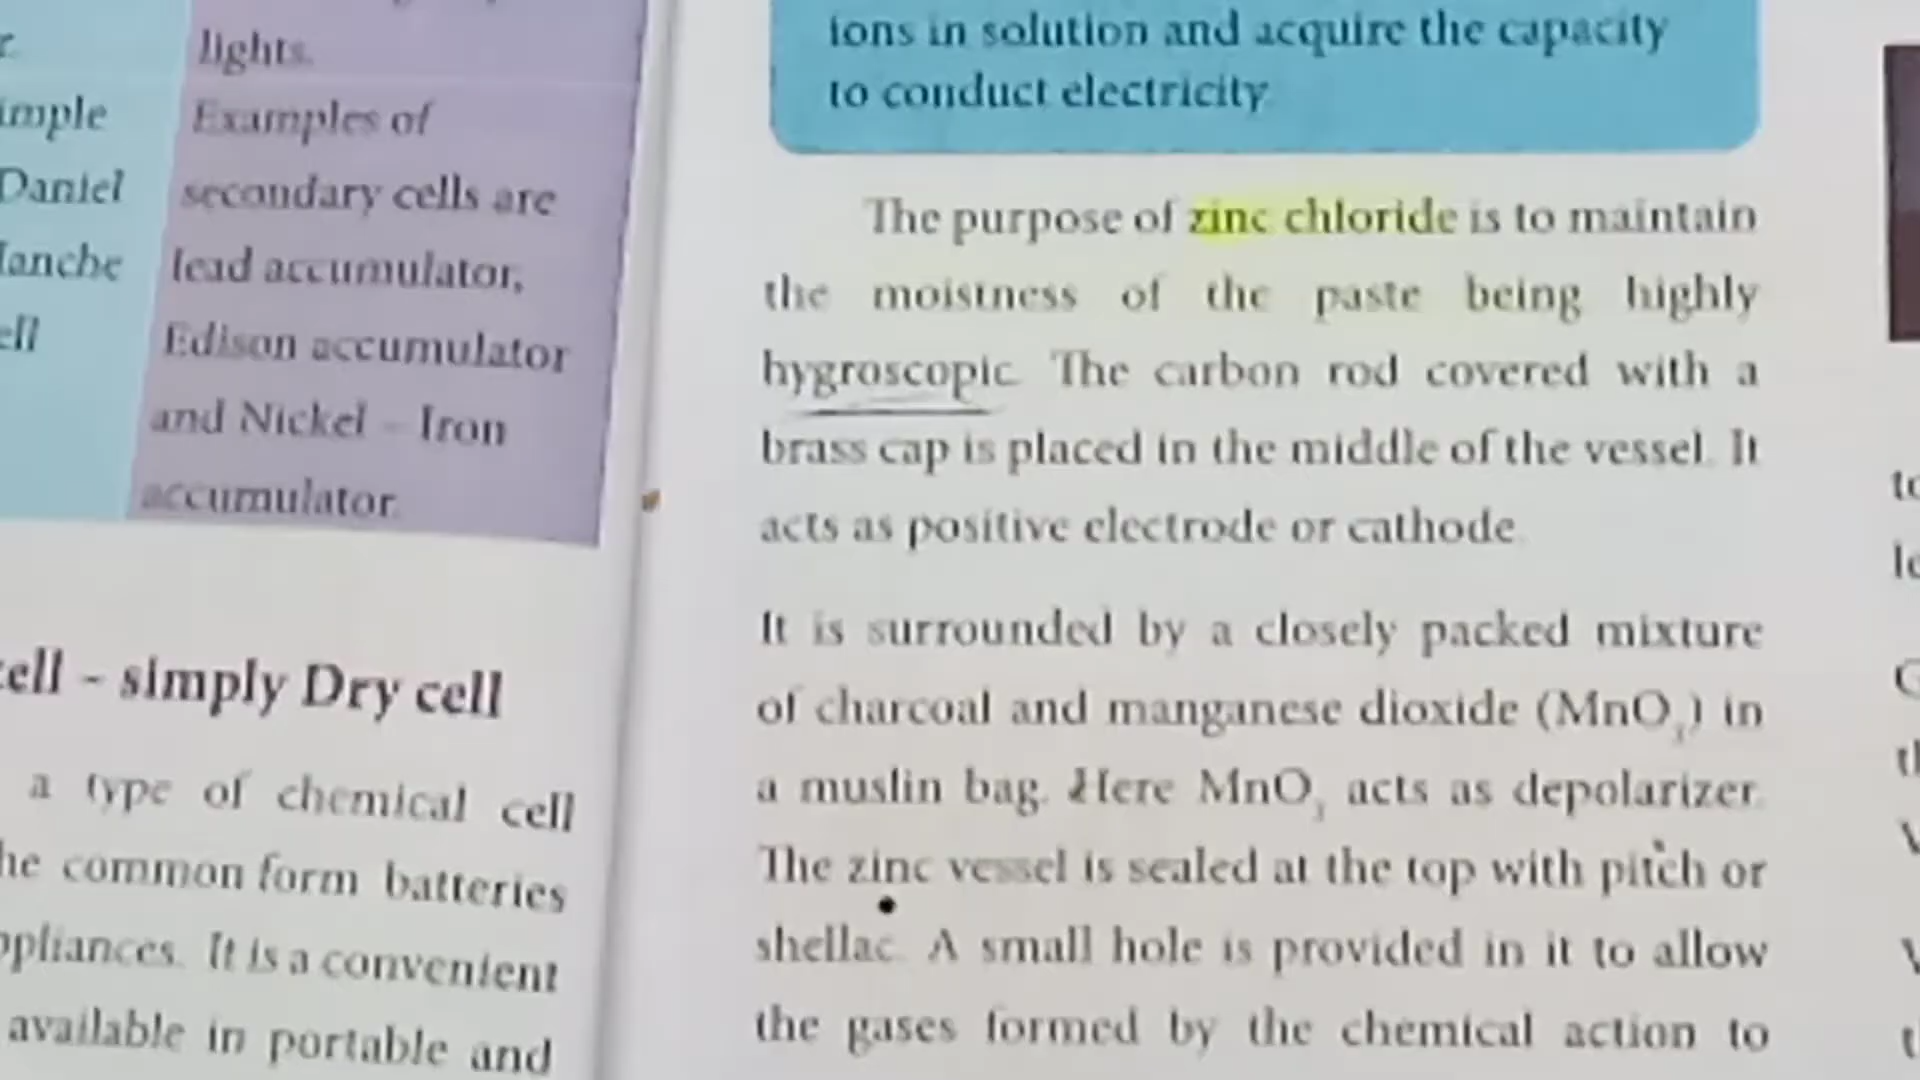 lights.
imple
Examples of
Daniel
secondary cells are
lanche
lead accumulator,
ell
Edison accumulator
and Nickel – Iron
accumulator.
cell – simply Dry cell
a type of chemical cell
he common form batteries
ppliances. It is a convenient
available in portable and
ions in solution and acquire the capacity
to conduct electricity.
The purpose of zinc chloride is to maintain
the moistness of the paste being highly
hygroscopic. The carbon rod covered with a
brass cap is placed in the middle of the vessel. It
acts as positive electrode or cathode.
It is surrounded by a closely packed mixture
of charcoal and manganese dioxide (MnO₂) in
a muslin bag. Here MnO₂ acts as depolarizer.
The zinc vessel is sealed at the top with pitch or
shellac. A small hole is provided in it to allow
the gases formed by the chemical action to